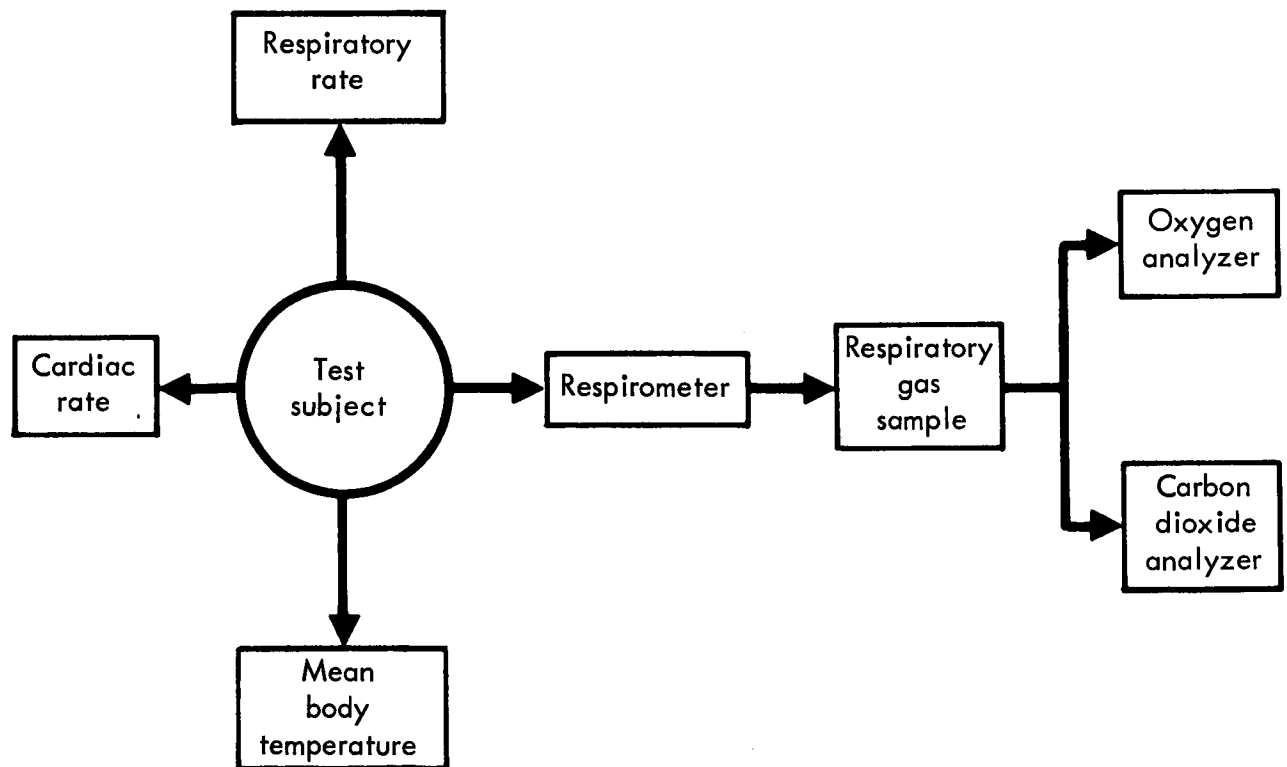 Respiratory
rate
Oxygen
analyzer
Cardiac
rate
Test
subject
Respirometer
Respiratory
gas
sample
Carbon
dioxide
analyzer
Mean
body
temperature